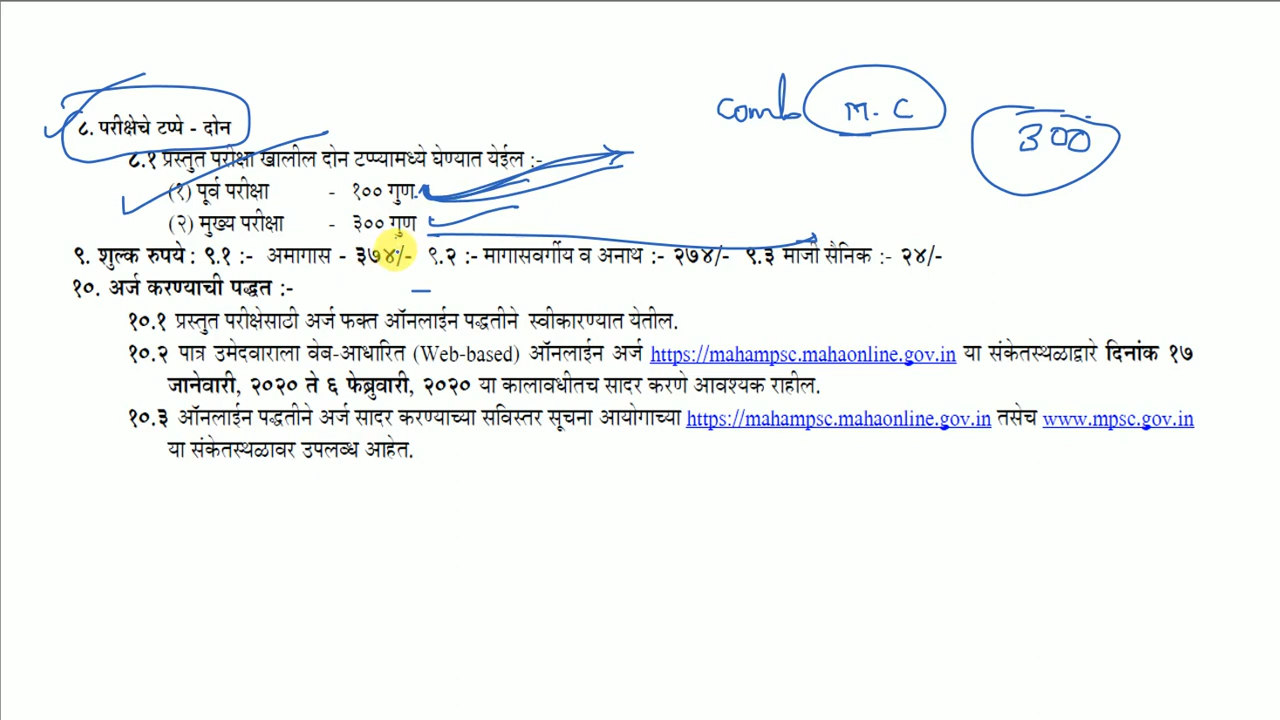 comb M. C
300
८. परीक्षेचे टप्पे - दोन
८.१ प्रस्तुत परीक्षा खालील दोन टप्प्यामध्ये घेण्यात येईल :-
(१) पूर्व परीक्षा - १०० गुण.
(२) मुख्य परीक्षा - ३०० गुण
९. शुल्क रुपये : ९.१ :- अमागास - ३७४/- ९.२ :- मागासवर्गीय व अनाथ :- २७४/- ९.३ माजी सैनिक :- २४/-
१०. अर्ज करण्याची पद्धत :-
१०.१ प्रस्तुत परीक्षेसाठी अर्ज फक्त ऑनलाईन पद्धतीने स्वीकारण्यात येतील.
१०.२ पात्र उमेदवाराला वेब-आधारित (Web-based) ऑनलाईन अर्ज https://mahampsc.mahaonline.gov.in या संकेतस्थळाद्वारे दिनांक १७
जानेवारी, २०२० ते ६ फेब्रुवारी, २०२० या कालावधीतच सादर करणे आवश्यक राहील.
१०.३ ऑनलाईन पद्धतीने अर्ज सादर करण्याच्या सविस्तर सूचना आयोगाच्या https://mahampsc.mahaonline.gov.in तसेच www.mpsc.gov.in
या संकेतस्थळावर उपलब्ध आहेत.